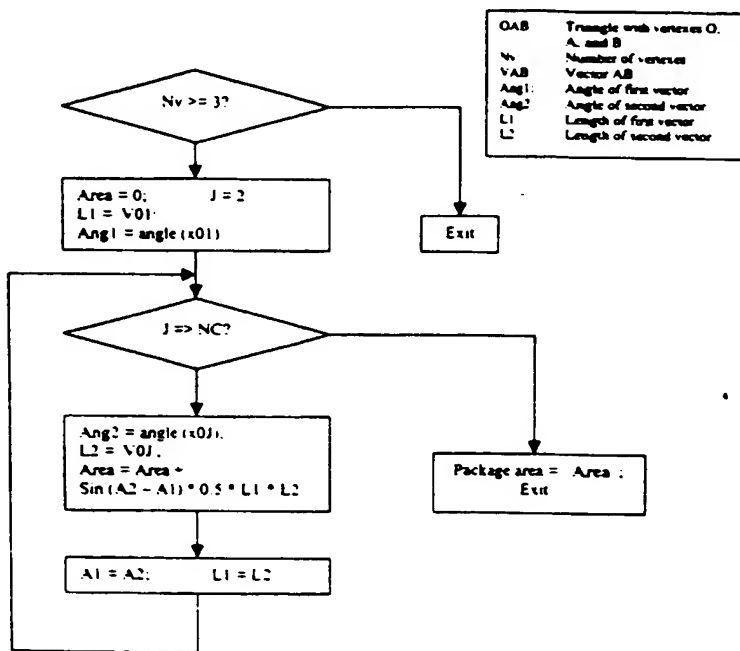 OAB Triangle with vertexes O,
A, and B
Nv Number of vertexes
VAB Vector AB
Ang1: Angle of first vector
Ang2 Angle of second vector
L1 Length of first vector
L2 Length of second vector
Nv >= 3?
Area = 0; J = 2
L1 = V01;
Ang1 = angle (x01)
Exit
J => NC?
Ang2 = angle (x0J);
L2 = V0J;
Area = Area +
Sin (A2 - A1) * 0.5 * L1 * L2
Package area = Area ;
Exit
A1 = A2; L1 = L2